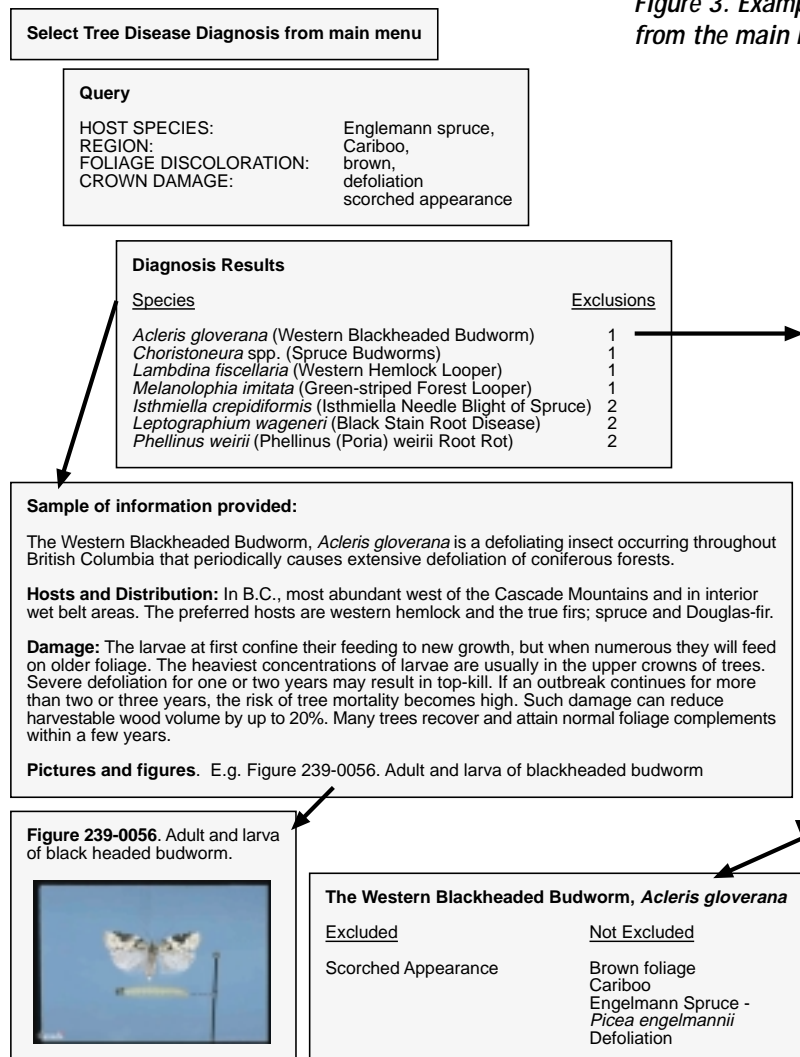 Figure 3. Examp
from the main
Select Tree Disease Diagnosis from main menu
Query
HOST SPECIES: Englemann spruce,
REGION: Cariboo,
FOLIAGE DISCOLORATION: brown,
CROWN DAMAGE: defoliation
scorched appearance
Diagnosis Results
Species Exclusions
Acleris gloverana (Western Blackheaded Budworm) 1
Choristoneura spp. (Spruce Budworms) 1
Lambdina fiscellaria (Western Hemlock Looper) 1
Melanolophia imitata (Green-striped Forest Looper) 1
Isthmiella crepidiformis (Isthmiella Needle Blight of Spruce) 2
Leptographium wageneri (Black Stain Root Disease) 2
Phellinus weirii (Phellinus (Poria) weirii Root Rot) 2
Sample of information provided:
The Western Blackheaded Budworm, Acleris gloverana is a defoliating insect occurring throughout
British Columbia that periodically causes extensive defoliation of coniferous forests.
Hosts and Distribution: In B.C., most abundant west of the Cascade Mountains and in interior
wet belt areas. The preferred hosts are western hemlock and the true firs; spruce and Douglas-fir.
Damage: The larvae at first confine their feeding to new growth, but when numerous they will feed
on older foliage. The heaviest concentrations of larvae are usually in the upper crowns of trees.
Severe defoliation for one or two years may result in top-kill. If an outbreak continues for more
than two or three years, the risk of tree mortality becomes high. Such damage can reduce
harvestable wood volume by up to 20%. Many trees recover and attain normal foliage complements
within a few years.
Pictures and figures. E.g. Figure 239-0056. Adult and larva of blackheaded budworm
Figure 239-0056. Adult and larva
of black headed budworm.
The Western Blackheaded Budworm, Acleris gloverana
Excluded Not Excluded
Scorched Appearance Brown foliage
Cariboo
Engelmann Spruce -
Picea engelmannii
Defoliation